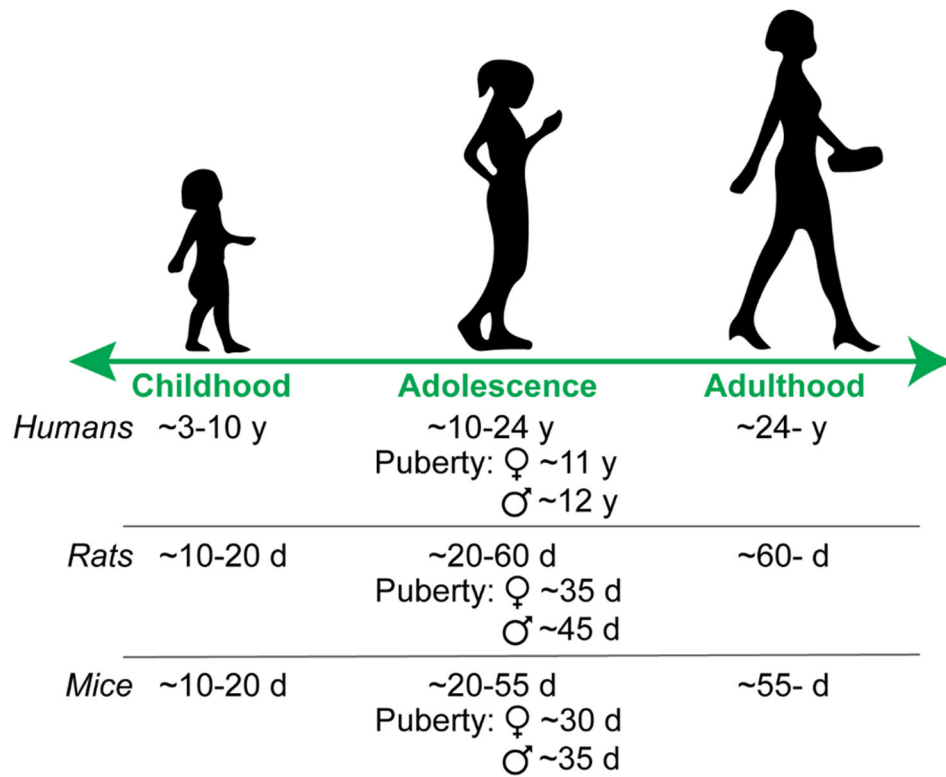 Childhood Adolescence Adulthood
Humans ~3-10 y ~10-24 y ~24- y
Puberty: ♀ ~11 y
♂ ~12 y
Rats ~10-20 d ~20-60 d ~60- d
Puberty: ♀ ~35 d
♂ ~45 d
Mice ~10-20 d ~20-55 d ~55- d
Puberty: ♀ ~30 d
♂ ~35 d